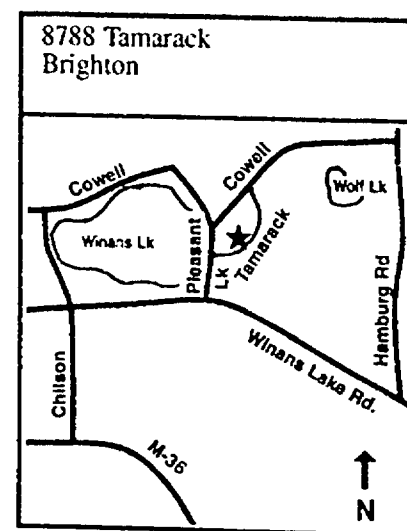 8788 Tamarack
Brighton
Cowell
Cowell
Wolf Lk
Winans Lk
Pleasant
Lk
Tamarack
Hamburg Rd
Winans Lake Rd.
Chilson
M-36
N